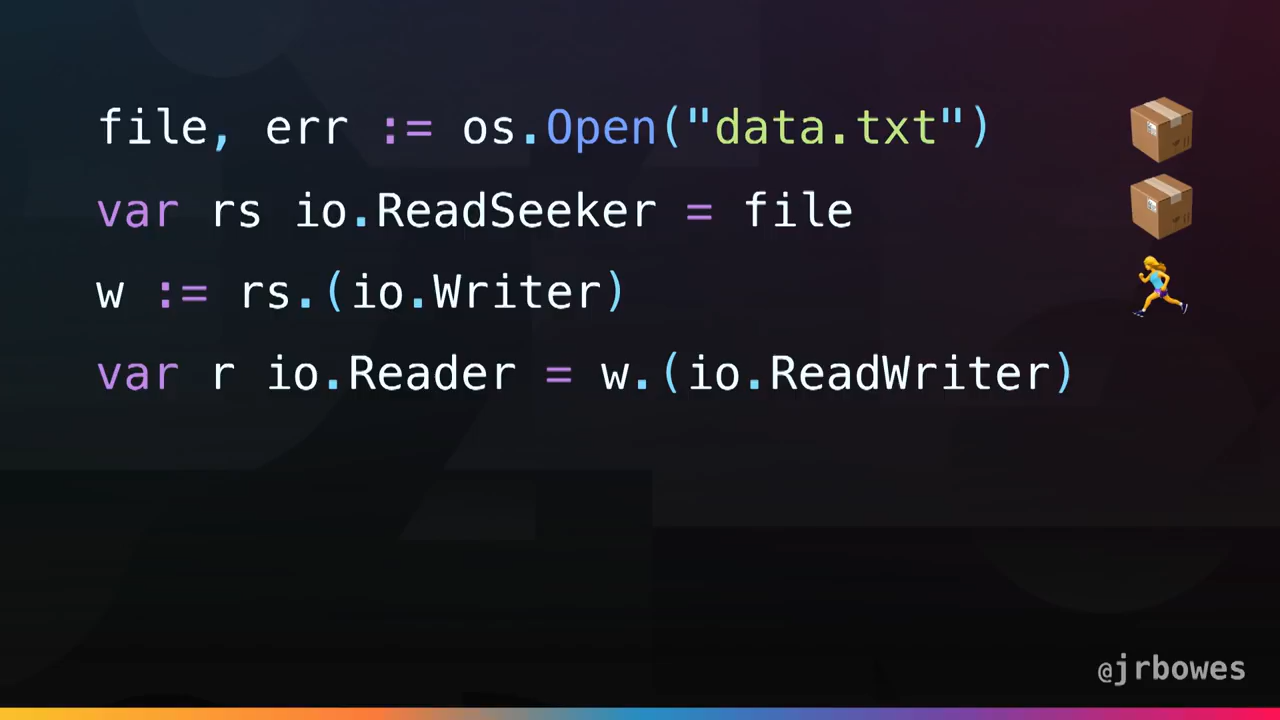 file, err := os.Open("data.txt")
var rs io.ReadSeeker = file
w := rs.(io.Writer)
var r io.Reader = w.(io.ReadWriter)
@jrbowes